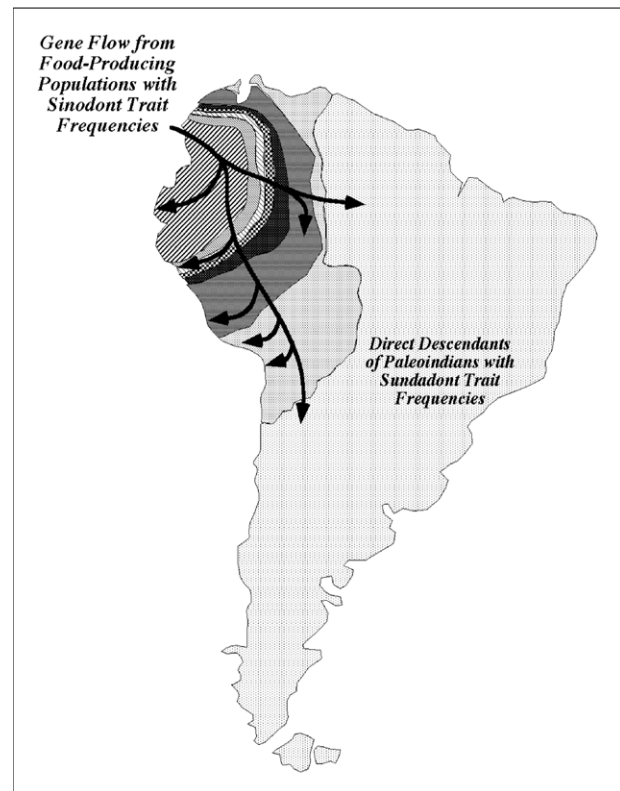 Gene Flow from
Food-Producing
Populations with
Sinodont Trait
Frequencies
Direct Descendants
of Paleoindians with
Sundadont Trait
Frequencies